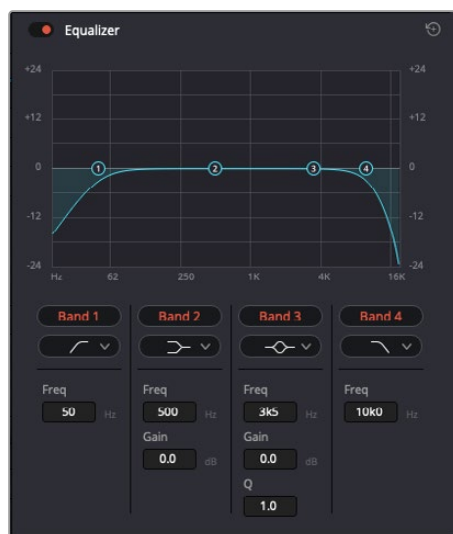 Equalizer
+24 +24
+12 +12
0 0
-12 -12
-24 -24
Hz 62 250 1K 4K 16K
1 2 3 4
Band 1 Band 2 Band 3 Band 4
Freq Freq Freq Freq
50 Hz 500 Hz 3k5 Hz 10k0 Hz
Gain Gain
0.0 dB 0.0 dB
Q
1.0